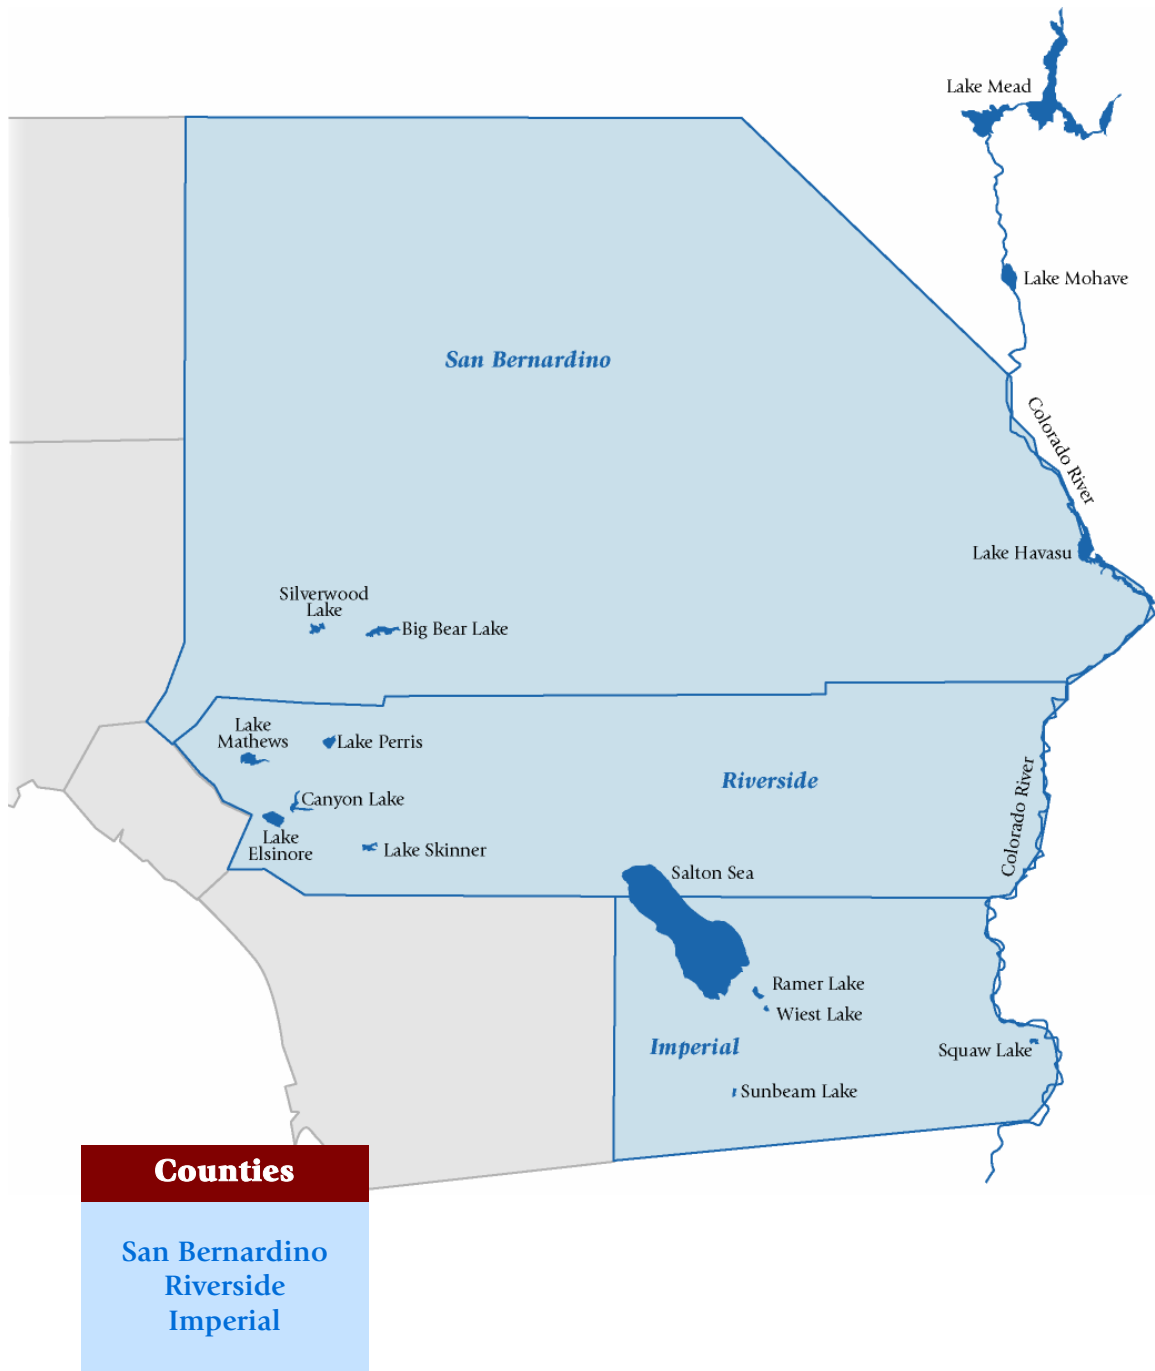 Lake Mead
Lake Mohave
San Bernardino
Colorado River
Lake Havasu
Silverwood
Lake
Big Bear Lake
Lake
Mathews
Lake Perris
Riverside
Colorado River
Canyon Lake
Lake
Elsinore
Lake Skinner
Salton Sea
Ramer Lake
Wiest Lake
Imperial
Squaw Lake
Sunbeam Lake
Counties
San Bernardino
Riverside
Imperial